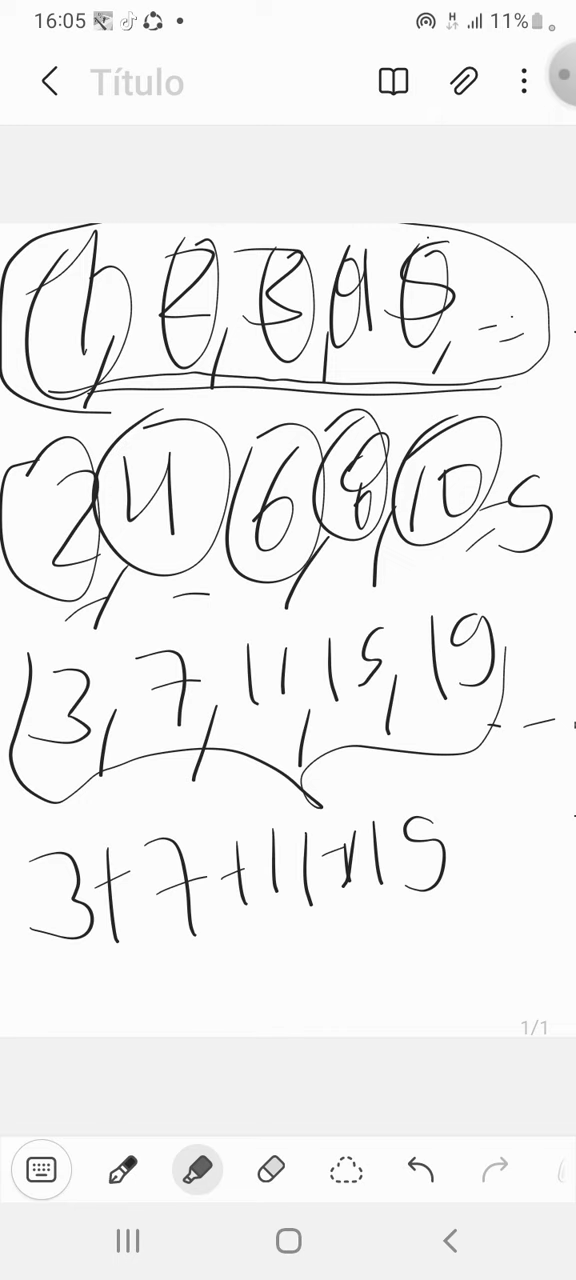 16:05 11%
Título
1, 2, 3, 4, 5,
2, 4, 6, 8, 10 S
3, 7, 11, 15, 19
3+7+11+15
1/1